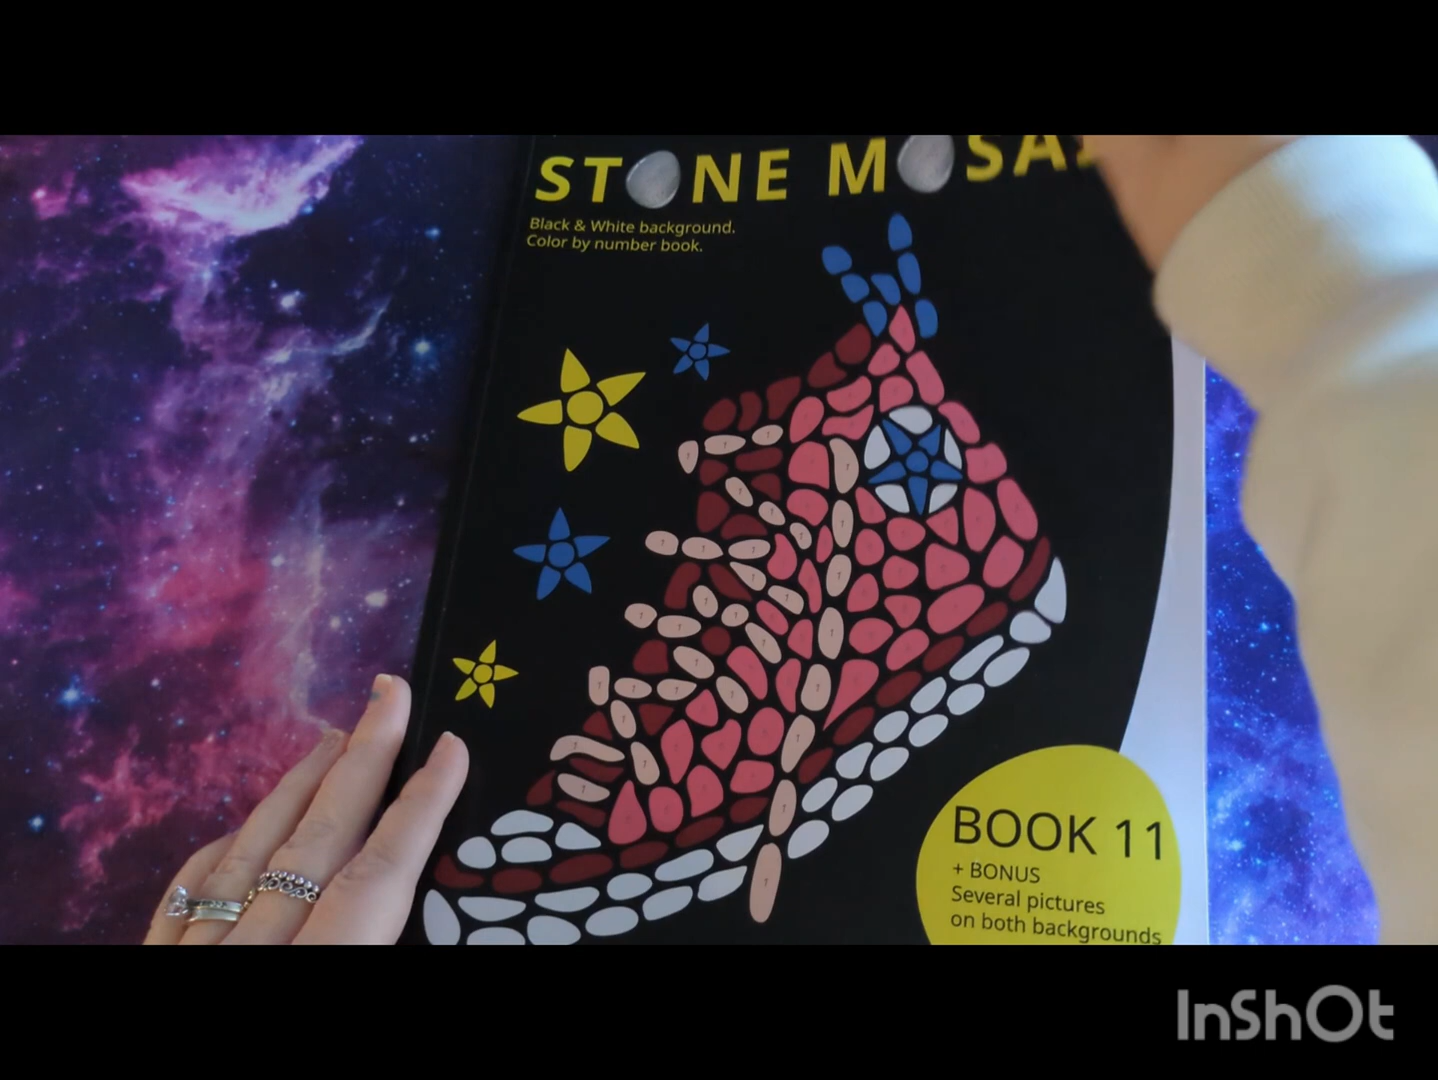 STONE MOSA
Black & White background.
Color by number book.
BOOK 11
+ BONUS
Several pictures
on both backgrounds
InShOt